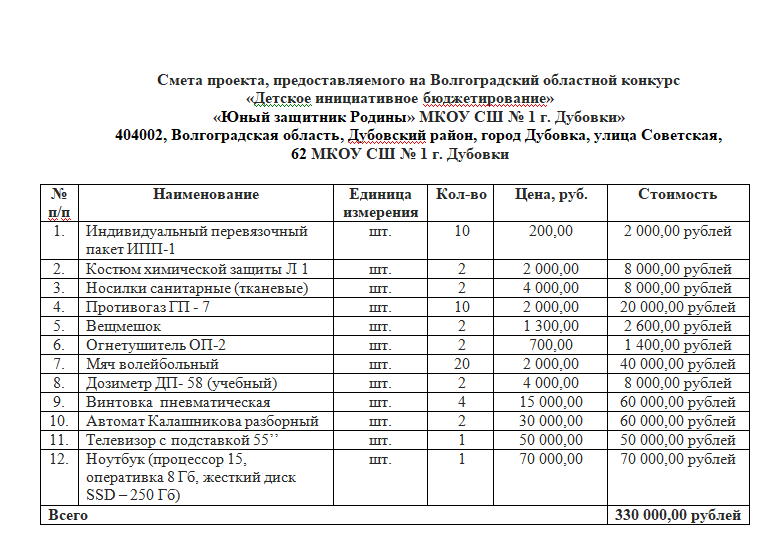 Смета проекта, предоставляемого на Волгоградский областной конкурс
«Детское инициативное бюджетирование»
«Юный защитник Родины» МКОУ СШ № 1 г. Дубовки»
404002, Волгоградская область, Дубовский район, город Дубовка, улица Советская,
62 МКОУ СШ № 1 г. Дубовки
№ п/п Наименование Единица измерения Кол-во Цена, руб. Стоимость
1. Индивидуальный перевязочный шт. 10 200,00 2 000,00 рублей
пакет ИПП-1
2. Костюм химической защиты Л 1 шт. 2 2 000,00 8 000,00 рублей
3. Носилки санитарные (тканевые) шт. 2 4 000,00 8 000,00 рублей
4. Противогаз ГП - 7 шт. 10 2 000,00 20 000,00 рублей
5. Вещмешок шт. 2 1 300,00 2 600,00 рублей
6. Огнетушитель ОП-2 шт. 2 700,00 1 400,00 рублей
7. Мяч волейбольный шт. 20 2 000,00 40 000,00 рублей
8. Дозиметр ДП- 58 (учебный) шт. 2 4 000,00 8 000,00 рублей
9. Винтовка пневматическая шт. 4 15 000,00 60 000,00 рублей
10. Автомат Калашникова разборный шт. 2 30 000,00 60 000,00 рублей
11. Телевизор с подставкой 55’’ шт. 1 50 000,00 50 000,00 рублей
12. Ноутбук (процессор 15, шт. 1 70 000,00 70 000,00 рублей
оперативка 8 Гб, жесткий диск
SSD – 250 Гб)
Всего 330 000,00 рублей